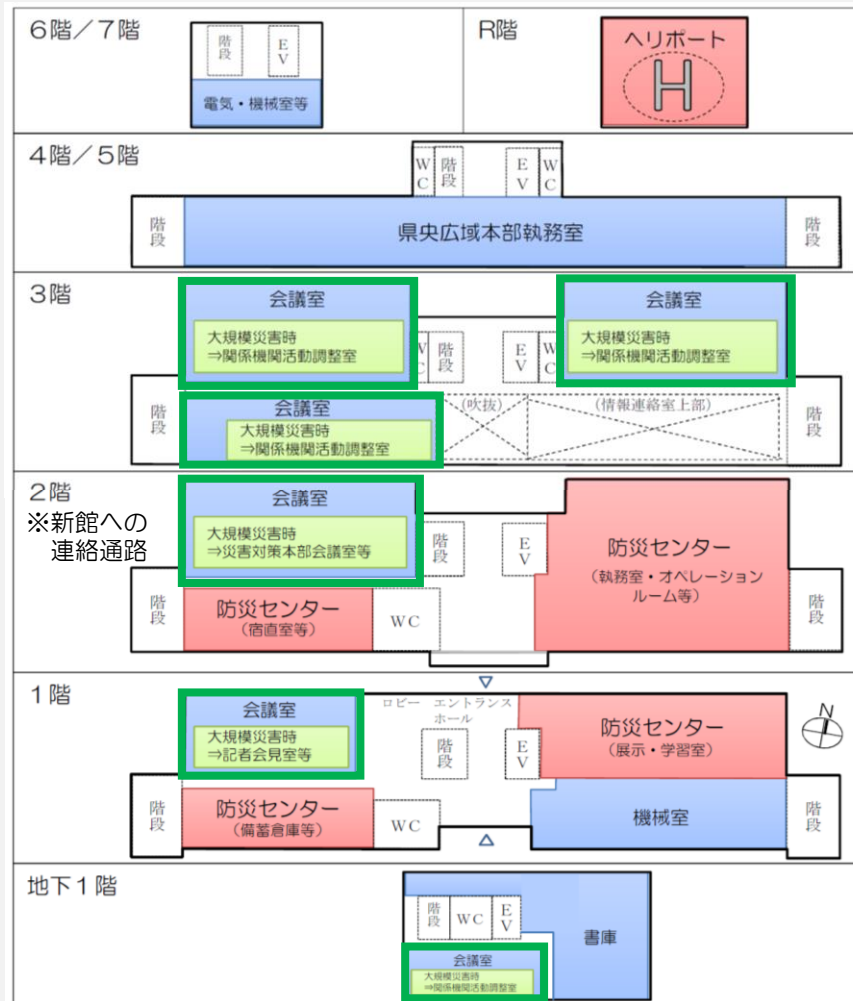 6階／7階
階段
EV
電気・機械室等
R階
ヘリポート
H
4階／5階
WC
階段
EV
WC
階段
県央広域本部執務室
階段
3階
会議室
大規模災害時
⇒関係機関活動調整室
会議室
大規模災害時
⇒関係機関活動調整室
WC
階段
EV
WC
階段
会議室
大規模災害時
⇒関係機関活動調整室
(吹抜)
(情報連絡室上部)
階段
2階
※新館への
連絡通路
会議室
大規模災害時
⇒災害対策本部会議室等
階段
EV
防災センター
（執務室・オペレーション
ルーム等）
階段
防災センター
（宿直室等）
WC
階段
1階
会議室
大規模災害時
⇒記者会見室等
ロビー エントランス
ホール
階段
EV
防災センター
（展示・学習室）
N
階段
防災センター
（備蓄倉庫等）
WC
機械室
階段
地下1階
階段
WC
EV
書庫
会議室
大規模災害時
⇒関係機関活動調整室